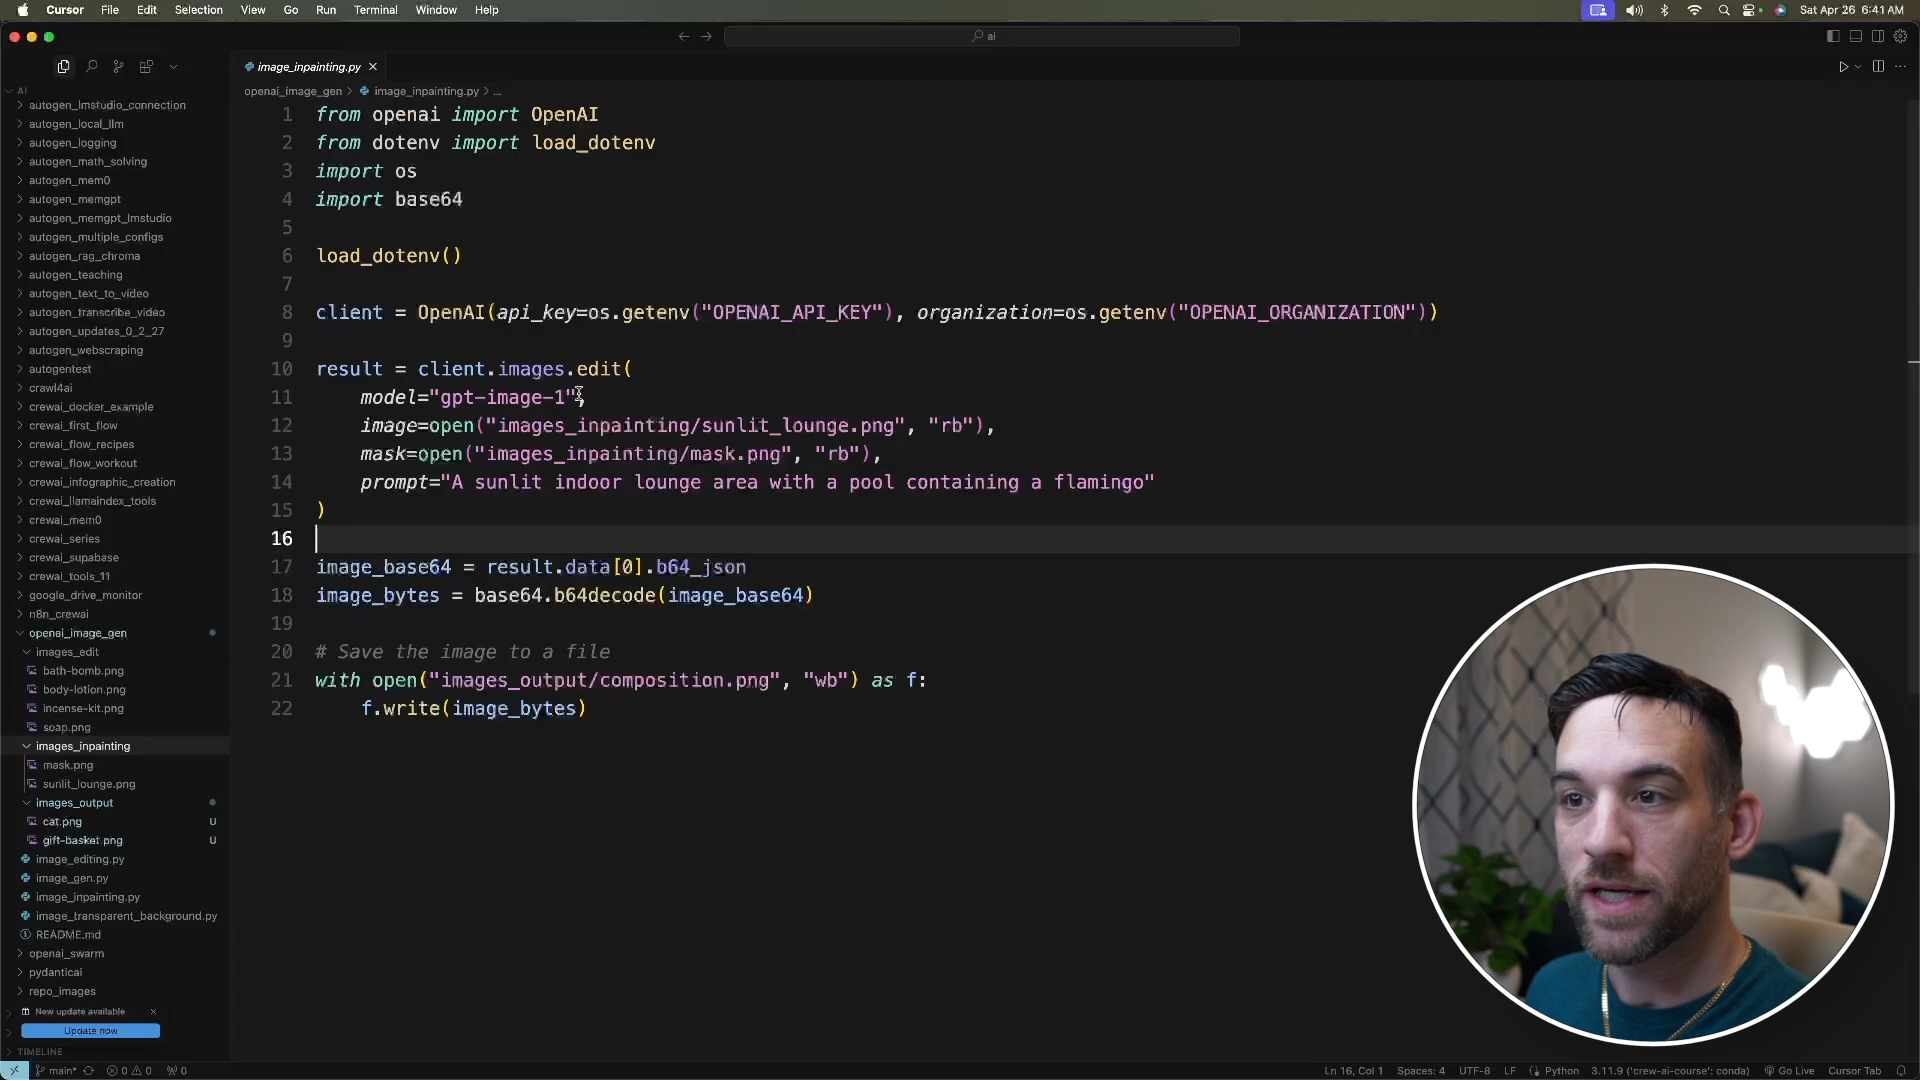 Cursor File Edit Selection View Go Run Terminal Window Help Sat Apr 26 6:41 AM
ai
image_inpainting.py
openai_image_gen > image_inpainting.py > ...
AI
autogen_lmstudio_connection
autogen_local_llm
autogen_logging
autogen_math_solving
autogen_mem0
autogen_memgpt
autogen_memgpt_lmstudio
autogen_multiple_configs
autogen_rag_chroma
autogen_teaching
autogen_text_to_video
autogen_transcribe_video
autogen_updates_0_2_27
autogen_webscraping
autogentest
crawl4ai
crewai_docker_example
crewai_first_flow
crewai_flow_recipes
crewai_flow_workout
crewai_infographic_creation
crewai_llamaindex_tools
crewai_mem0
crewai_series
crewai_supabase
crewai_tools_11
google_drive_monitor
n8n_crewai
openai_image_gen
images_edit
bath-bomb.png
body-lotion.png
incense-kit.png
soap.png
images_inpainting
mask.png
sunlit_lounge.png
images_output
cat.png U
gift-basket.png U
image_editing.py
image_gen.py
image_inpainting.py
image_transparent_background.py
README.md
openai_swarm
pydanticai
repo_images
New update available
Update now
TIMELINE
1 from openai import OpenAI
2 from dotenv import load_dotenv
3 import os
4 import base64
5
6 load_dotenv()
7
8 client = OpenAI(api_key=os.getenv("OPENAI_API_KEY"), organization=os.getenv("OPENAI_ORGANIZATION"))
9
10 result = client.images.edit(
11 model="gpt-image-1",
12 image=open("images_inpainting/sunlit_lounge.png", "rb"),
13 mask=open("images_inpainting/mask.png", "rb"),
14 prompt="A sunlit indoor lounge area with a pool containing a flamingo"
15 )
16
17 image_base64 = result.data[0].b64_json
18 image_bytes = base64.b64decode(image_base64)
19
20 # Save the image to a file
21 with open("images_output/composition.png", "wb") as f:
22 f.write(image_bytes)
main* 0 0 0 Ln 16, Col 1 Spaces: 4 UTF-8 LF Python 3.11.9 ('crew-ai-course': conda) Go Live Cursor Tab